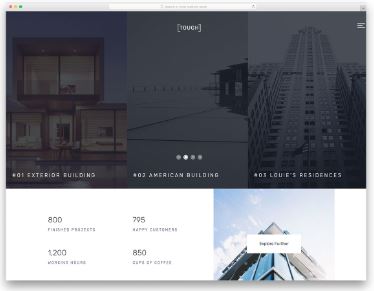 [TOUGH]
#01 EXTERIOR BUILDING
#02 AMERICAN BUILDING
#03 LOUIE'S RESIDENCES
800
795
FINISHED PROJECTS
HAPPY CUSTOMERS
1,200
850
WORKING HOURS
CUPS OF COFFEE
Explore Further